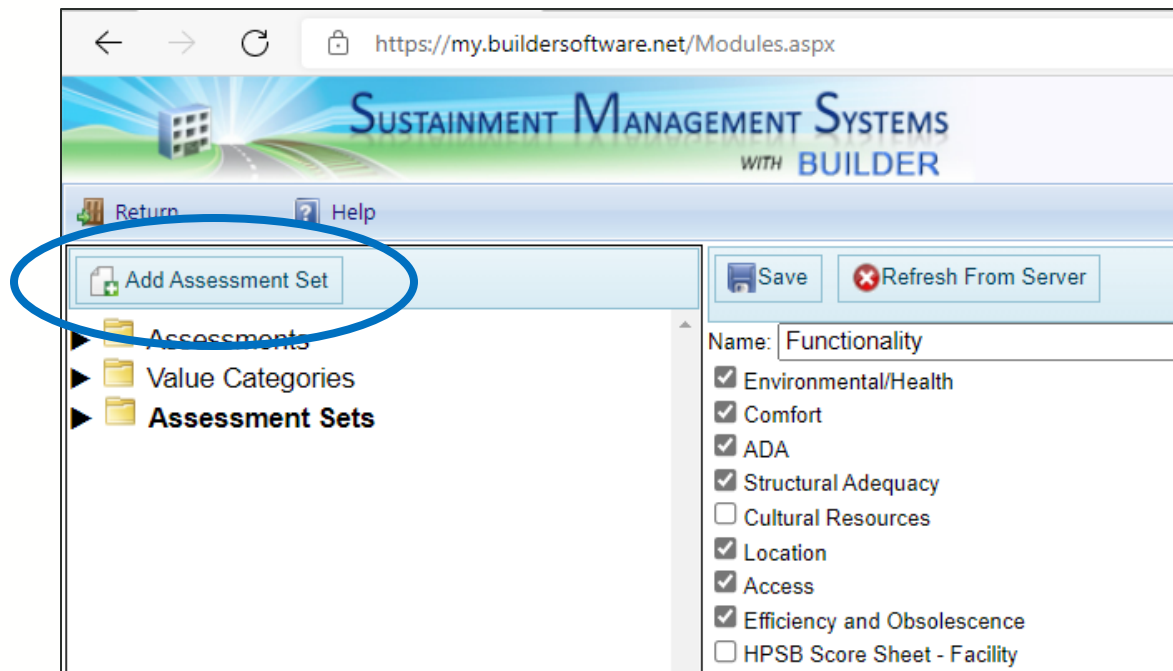 https://my.buildersoftware.net/Modules.aspx
SUSTAINMENT MANAGEMENT SYSTEMS
WITH BUILDER
Return Help
Add Assessment Set
Assessments
Value Categories
Assessment Sets
Save Refresh From Server
Name: Functionality
Environmental/Health
Comfort
ADA
Structural Adequacy
Cultural Resources
Location
Access
Efficiency and Obsolescence
HPSB Score Sheet - Facility